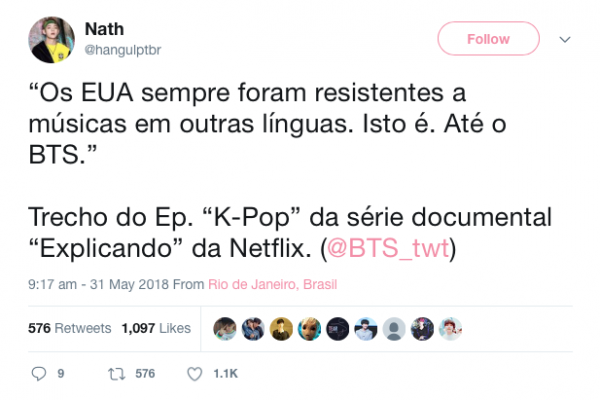 Nath
@hangulptbr
Follow
“Os EUA sempre foram resistentes a
músicas em outras línguas. Isto é. Até o
BTS.”
Trecho do Ep. “K-Pop” da série documental
“Explicando” da Netflix. (@BTS_twt)
9:17 am - 31 May 2018 From Rio de Janeiro, Brasil
576 Retweets 1,097 Likes
9 576 1.1K